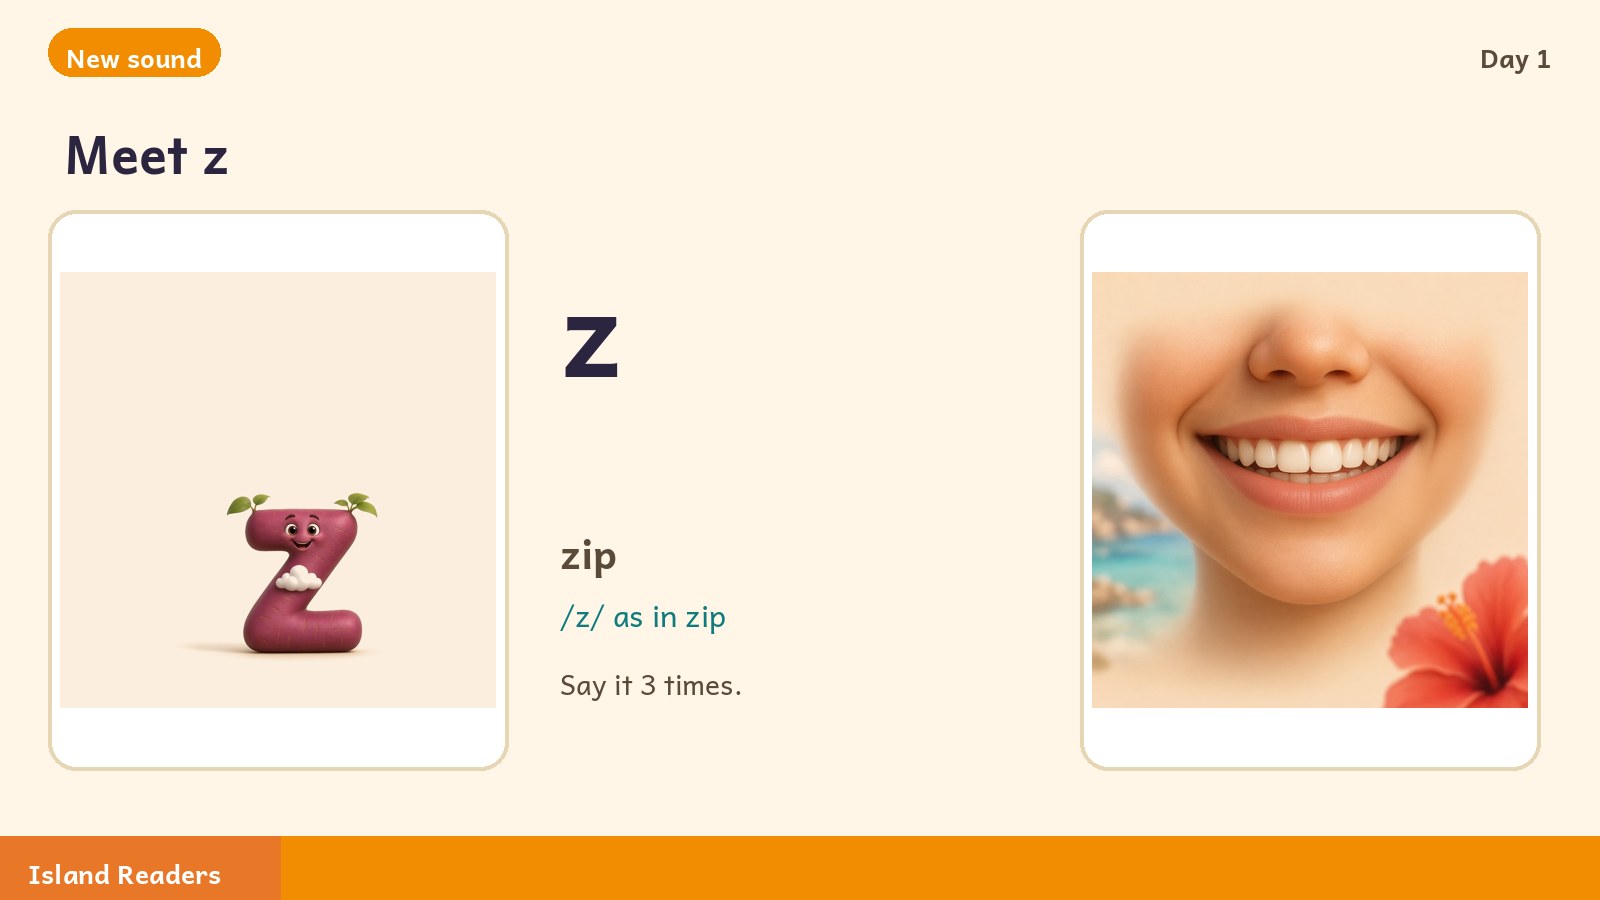 New sound
Day 1
Meet z
z
zip
/z/ as in zip
Say it 3 times.
Island Readers